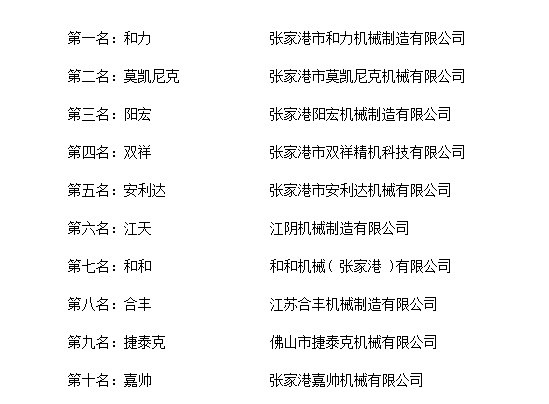 第一名：和力 张家港市和力机械制造有限公司
第二名：莫凯尼克 张家港市莫凯尼克机械有限公司
第三名：阳宏 张家港阳宏机械制造有限公司
第四名：双祥 张家港市双祥精机科技有限公司
第五名：安利达 张家港市安利达机械有限公司
第六名：江天 江阴机械制造有限公司
第七名：和和 和和机械( 张家港 )有限公司
第八名：合丰 江苏合丰机械制造有限公司
第九名：捷泰克 佛山市捷泰克机械有限公司
第十名：嘉帅 张家港嘉帅机械有限公司